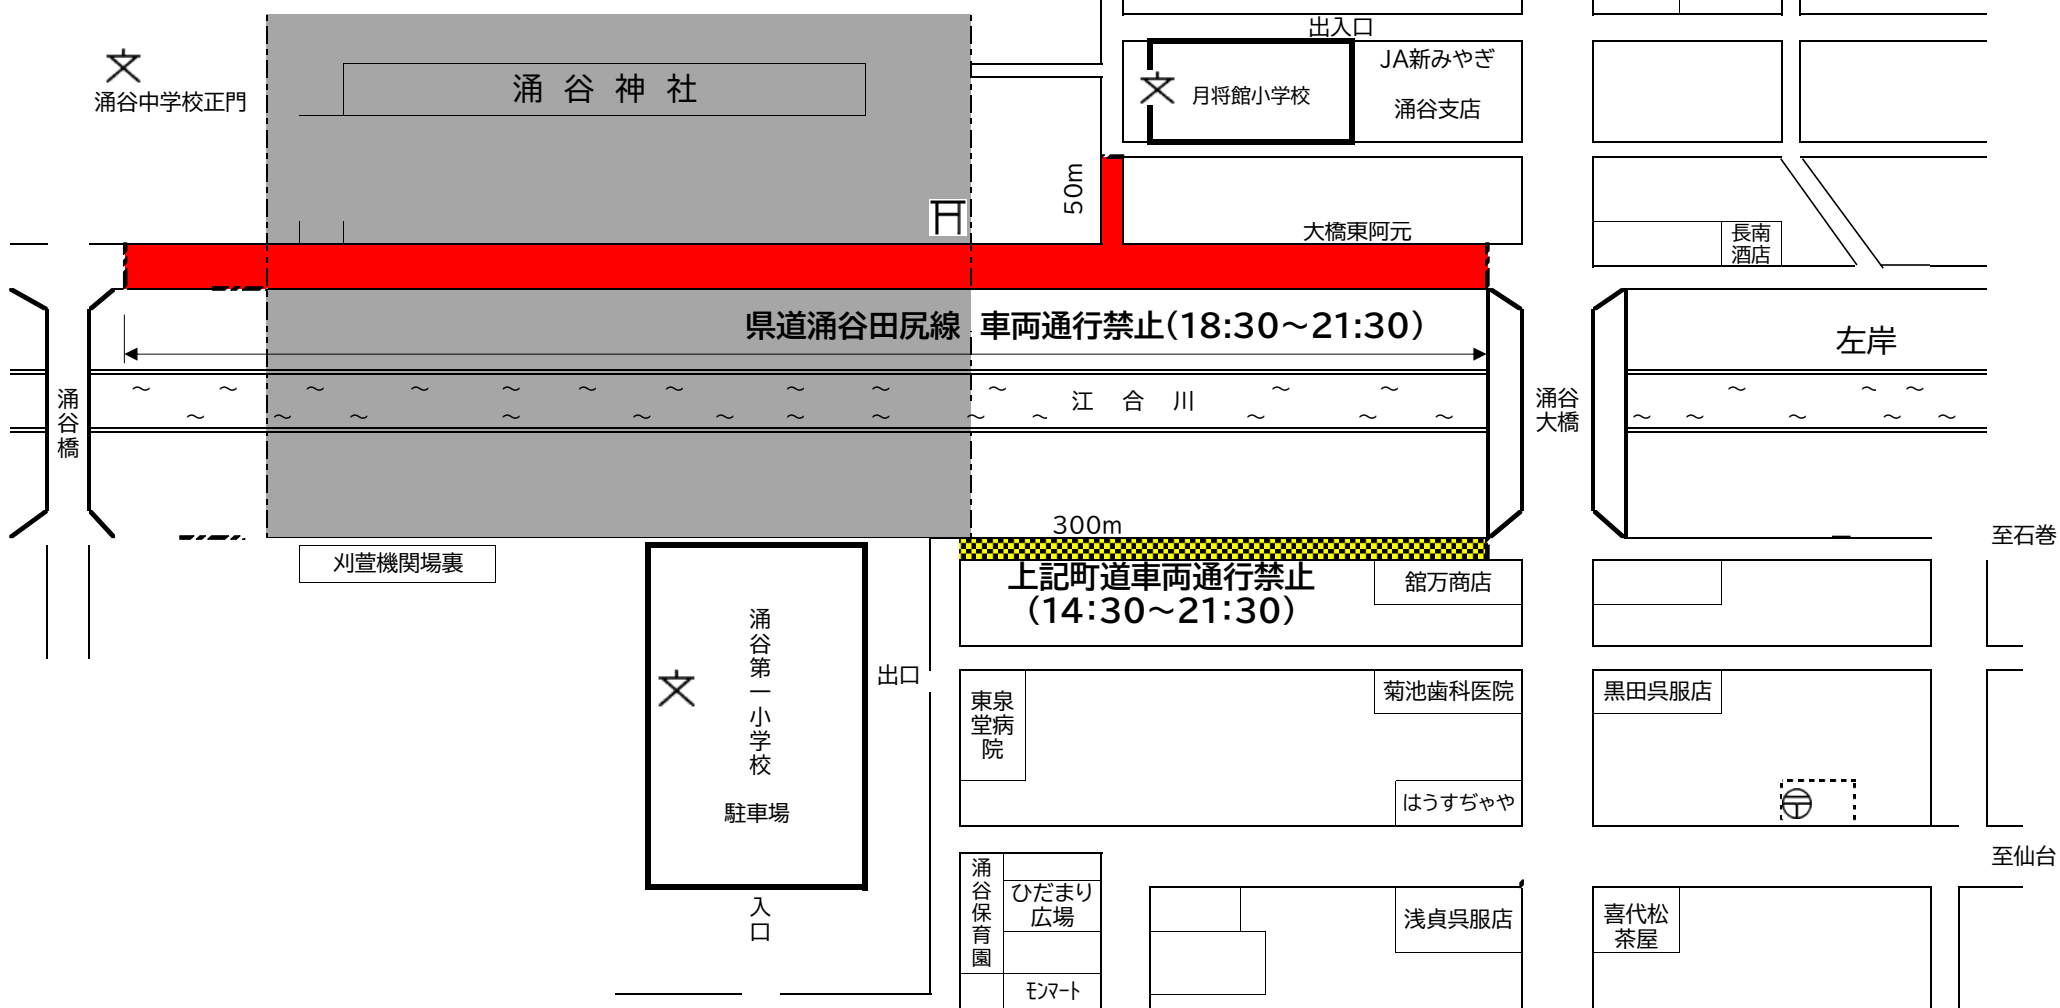 出入口
JA新みやぎ
涌谷支店
文
涌谷中学校正門
涌谷神社
文
月将館小学校
50m
大橋東阿元
長南
酒店
県道涌谷田尻線 車両通行禁止(18:30～21:30)
左岸
涌谷橋
江合川
涌谷
大橋
300m
至石巻
刈萱機関場裏
上記町道車両通行禁止
(14:30～21:30)
舘万商店
涌谷第一小学校
文
駐車場
出口
東泉
堂病
院
菊池歯科医院
黒田呉服店
はうすぢゃや
〒
至仙台
入口
涌谷保育園
ひだまり
広場
モンマート
浅貞呉服店
喜代松
茶屋